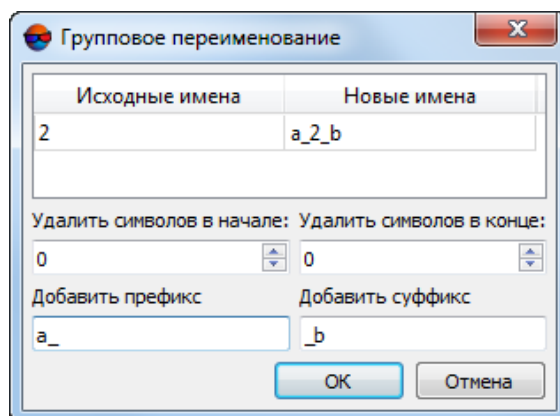 Групповое переименование
Исходные имена Новые имена
2 a_2_b
Удалить символов в начале: Удалить символов в конце:
0 0
Добавить префикс Добавить суффикс
a_ _b
ОК Отмена